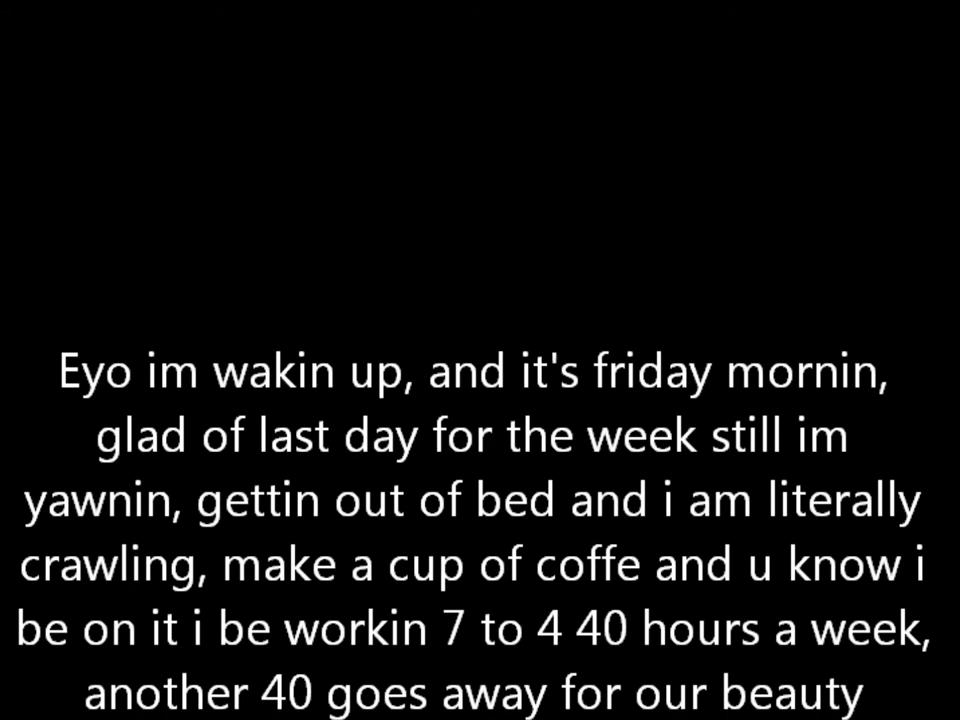 Eyo im wakin up, and it's friday mornin,
glad of last day for the week still im
yawnin, gettin out of bed and i am literally
crawling, make a cup of coffe and u know i
be on it i be workin 7 to 4 40 hours a week,
another 40 goes away for our beauty